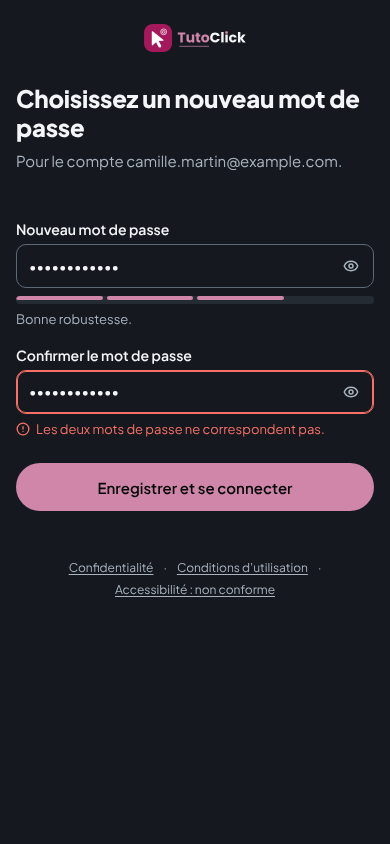 TutoClick
Choisissez un nouveau mot de
passe
Pour le compte camille.martin@example.com.
Nouveau mot de passe
••••••••••••
Bonne robustesse.
Confirmer le mot de passe
••••••••••••
Les deux mots de passe ne correspondent pas.
Enregistrer et se connecter
Confidentialité · Conditions d'utilisation ·
Accessibilité : non conforme